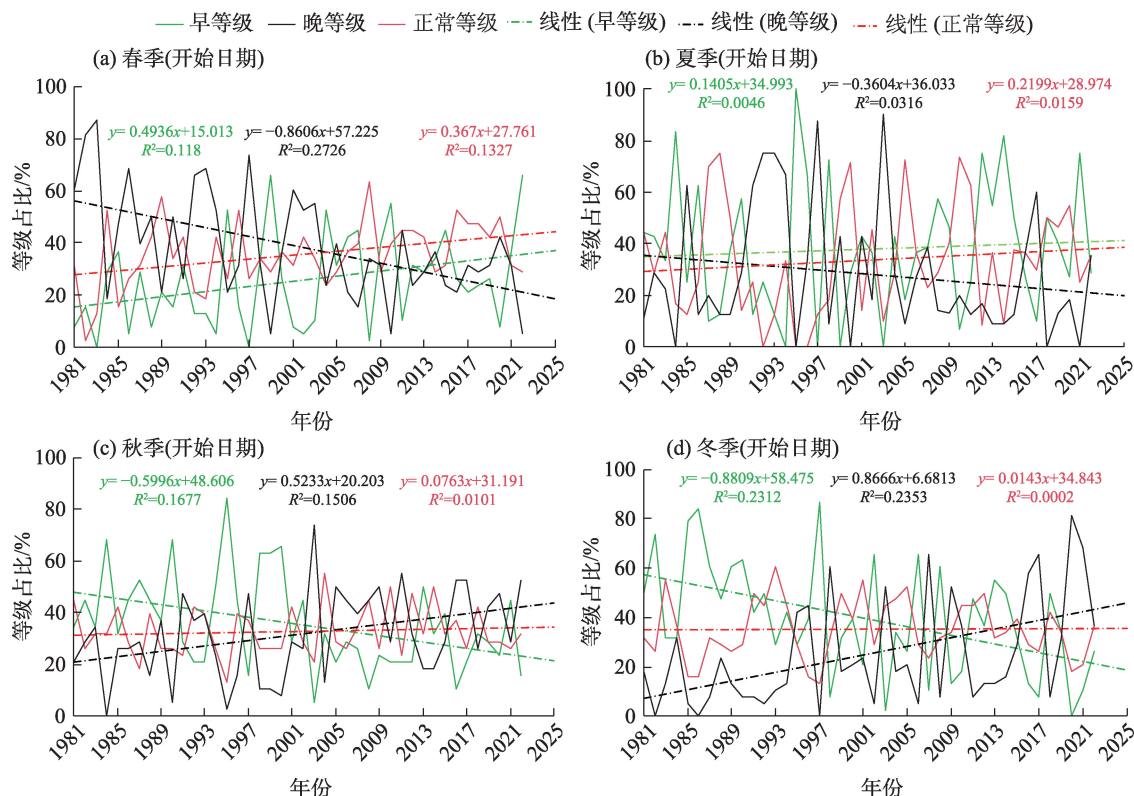 早等级 晚等级 正常等级 线性 (早等级) 线性 (晚等级) 线性 (正常等级)
(a) 春季(开始日期)
y= 0.4936x+15.013 y= −0.8606x+57.225 y= 0.367x+27.761
R²=0.118 R²=0.2726 R²=0.1327
等级占比/%
100
80
60
40
20
0
1981 1985 1989 1993 1997 2001 2005 2009 2013 2017 2021 2025
年份
(b) 夏季(开始日期)
y= 0.1405x+34.993 y= −0.3604x+36.033 y= 0.2199x+28.974
R²=0.0046 R²=0.0316 R²=0.0159
等级占比/%
100
80
60
40
20
0
1981 1985 1989 1993 1997 2001 2005 2009 2013 2017 2021 2025
年份
(c) 秋季(开始日期)
y= −0.5996x+48.606 y= 0.5233x+20.203 y= 0.0763x+31.191
R²=0.1677 R²=0.1506 R²=0.0101
等级占比/%
100
80
60
40
20
0
1981 1985 1989 1993 1997 2001 2005 2009 2013 2017 2021 2025
年份
(d) 冬季(开始日期)
y= −0.8809x+58.475 y= 0.8666x+6.6813 y= 0.0143x+34.843
R²=0.2312 R²=0.2353 R²=0.0002
等级占比/%
100
80
60
40
20
0
1981 1985 1989 1993 1997 2001 2005 2009 2013 2017 2021 2025
年份